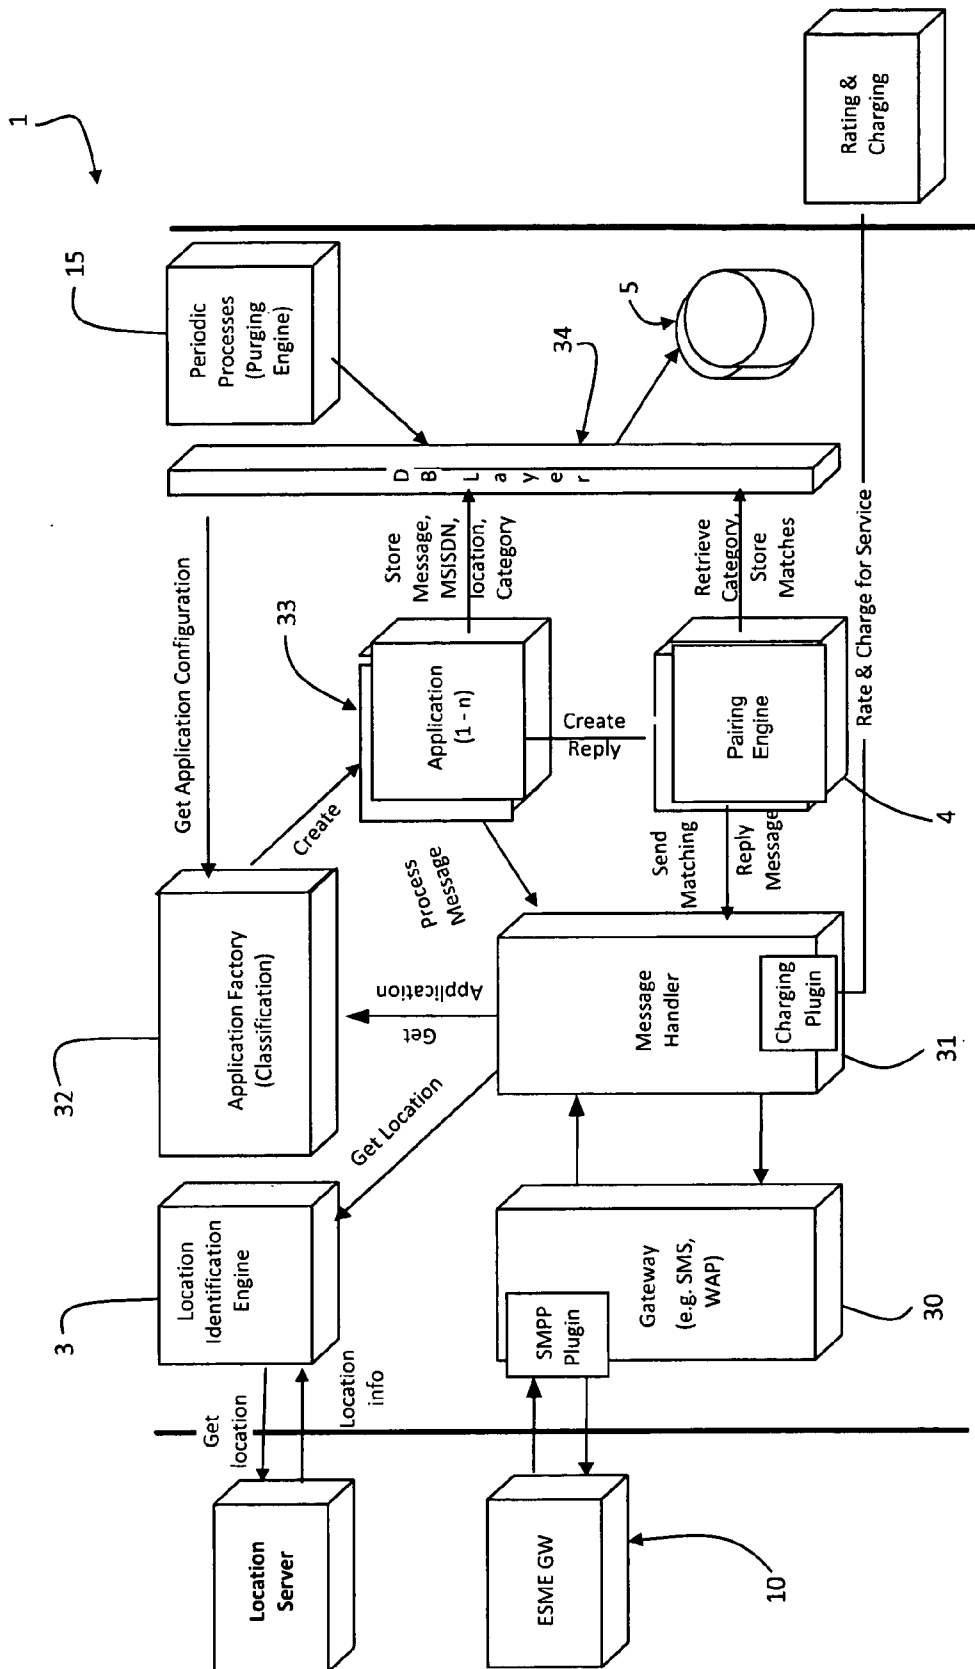 1
15
Periodic
Processes
(Purging
Engine)
5
34
Rating &
Charging
DB Layer
Get Application Configuration
Store
Message,
MSISDN,
location,
Category
Retrieve
Category,
Store
Matches
Rate & Charge for Service
33
Create
Application
(1 - n)
Create
Reply
Pairing
Engine
4
Process
Message
Send
Matching
Reply
Message
32
Application Factory
(Classification)
Get
Application
Message
Handler
Charging
Plugin
31
Get Location
3
Location
Identification
Engine
Gateway
(e.g. SMS,
WAP)
SMPP
Plugin
30
Get
location
Location
info
Location
Server
ESME GW
10